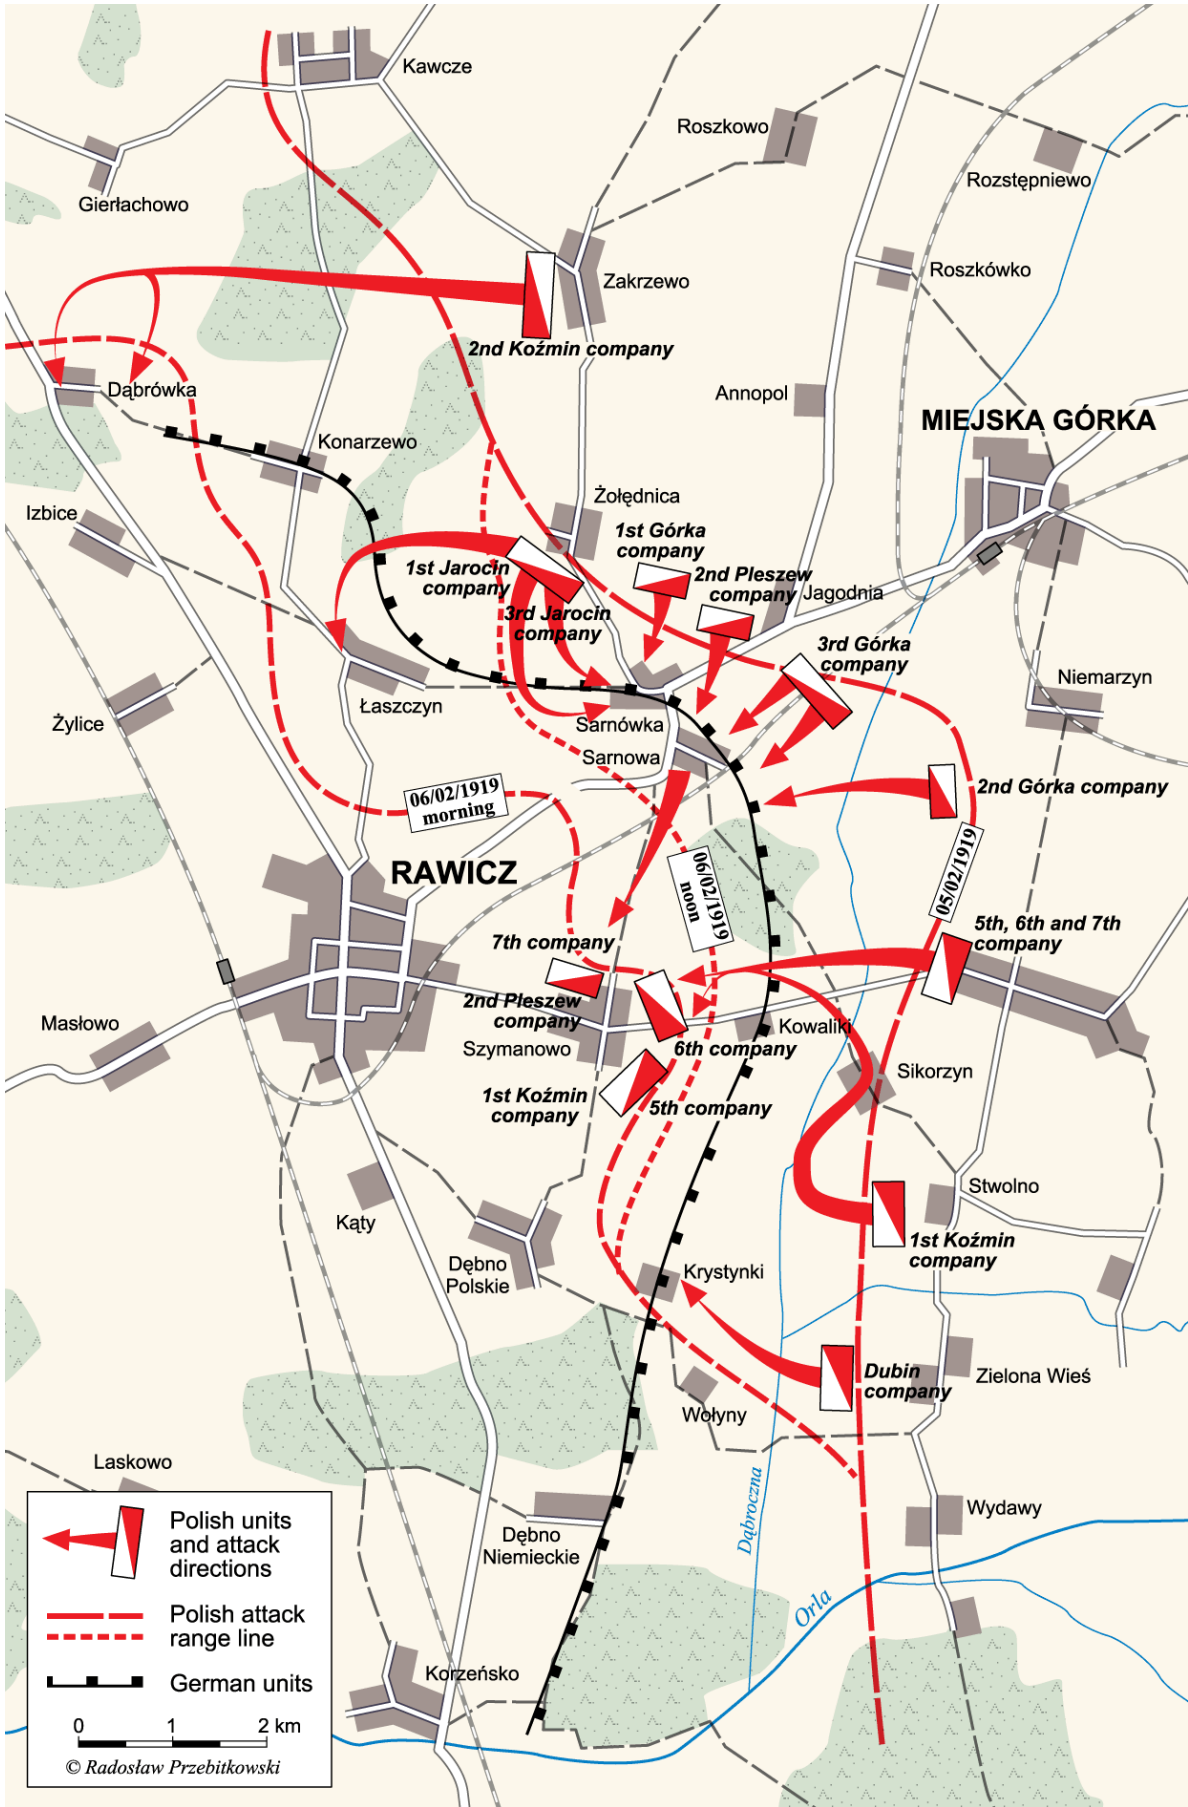 Kawcze
Roszkowo
Rozstępniewo
Gierłachowo
Roszkówko
Zakrzewo
2nd Koźmin company
Dąbrówka
Annopol
MIEJSKA GÓRKA
Konarzewo
Żołędnica
Izbice
1st Górka
company
1st Jarocin
company
2nd Pleszew
company
Jagodnia
3rd Jarocin
company
3rd Górka
company
Niemarzyn
Łaszczyn
Żylice
Sarnówka
Sarnowa
2nd Górka company
06/02/1919
morning
RAWICZ
06/02/1919
noon
05/02/1919
5th, 6th and 7th
company
7th company
2nd Pleszew
company
Masłowo
Szymanowo
Kowaliki
6th company
Sikorzyn
1st Koźmin
company
5th company
Stwolno
Kąty
1st Koźmin
company
Dębno
Polskie
Krystynki
Dubin
company
Zielona Wieś
Wołyny
Laskowo
Dąbroczna
Wydawy
Dębno
Niemieckie
Orla
Korzeńsko
Polish units
and attack
directions
Polish attack
range line
German units
0 1 2 km
© Radosław Przebitkowski